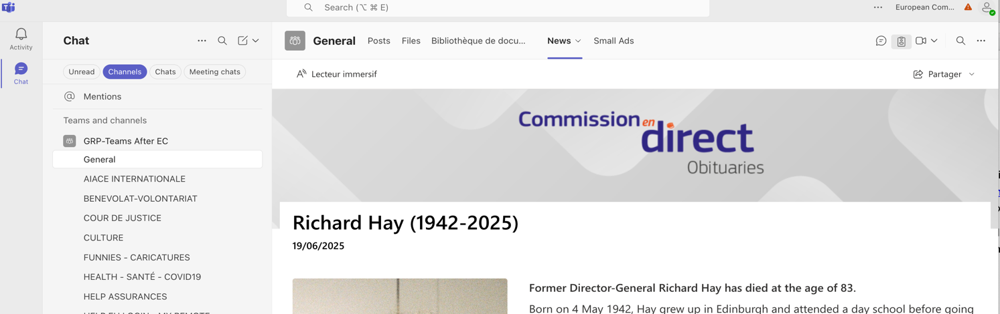 Search (⌥ ⌘ E)
European Com...
Activity
Chat
Chat
Unread
Channels
Chats
Meeting chats
Mentions
Teams and channels
GRP-Teams After EC
General
AIACE INTERNATIONALE
BENEVOLAT-VOLONTARIAT
COUR DE JUSTICE
CULTURE
FUNNIES - CARICATURES
HEALTH - SANTÉ - COVID19
HELP ASSURANCES
General
Posts
Files
Bibliothèque de docu...
News
Small Ads
Lecteur immersif
Partager
Commission en
direct
Obituaries
Richard Hay (1942-2025)
19/06/2025
Former Director-General Richard Hay has died at the age of 83.
Born on 4 May 1942, Hay grew up in Edinburgh and attended a day school before going